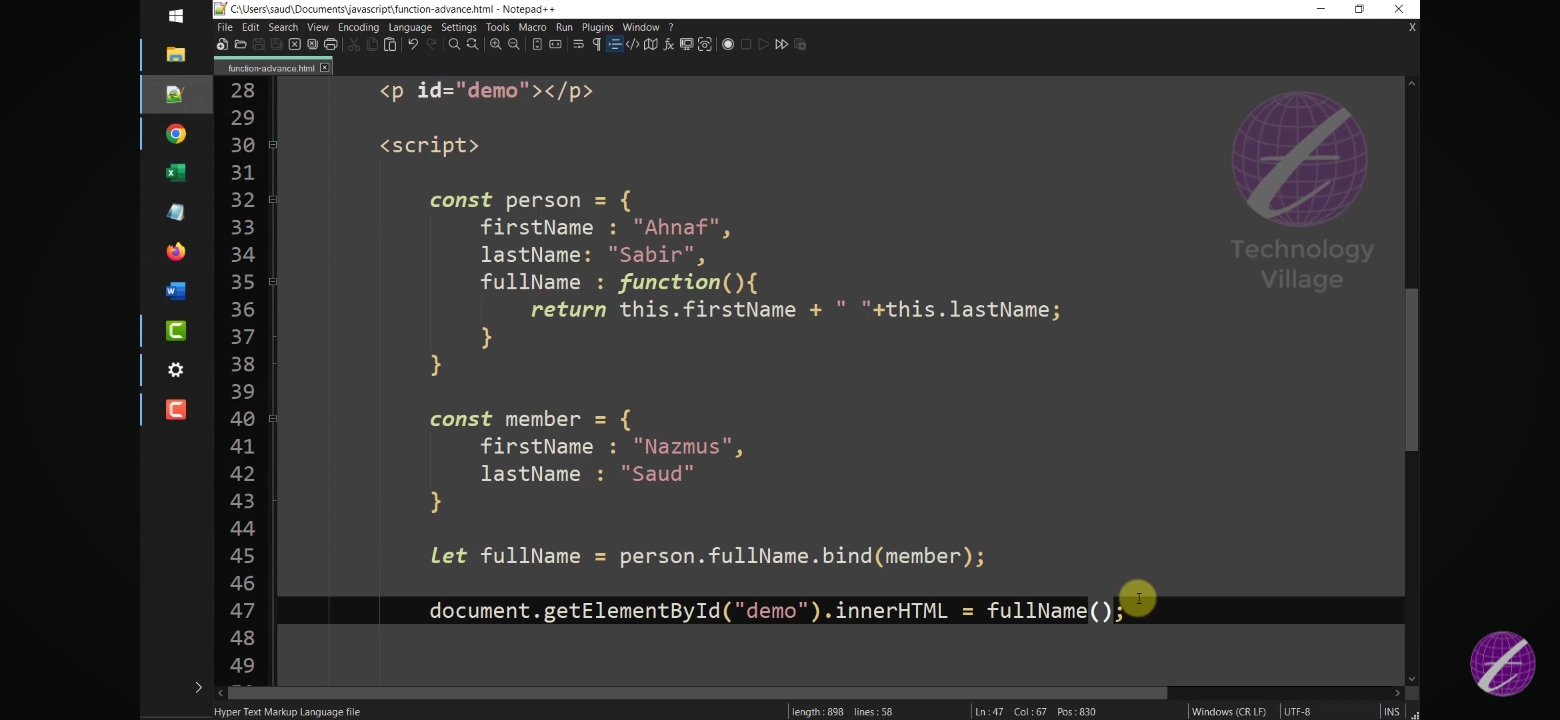 C:\Users\saud\Documents\javascript\function-advance.html - Notepad++
File Edit Search View Encoding Language Settings Tools Macro Run Plugins Window ? X
function-advance.html
28 <p id="demo"></p>
29
30 <script>
31
32 const person = {
33 firstName : "Ahnaf",
34 lastName: "Sabir",
35 fullName : function(){
36 return this.firstName + " "+this.lastName;
37 }
38 }
39
40 const member = {
41 firstName : "Nazmus",
42 lastName : "Saud"
43 }
44
45 let fullName = person.fullName.bind(member);
46
47 document.getElementById("demo").innerHTML = fullName();
48
49
Technology
Village
Hyper Text Markup Language file length : 898 lines : 58 Ln : 47 Col : 67 Pos : 830 Windows (CR LF) UTF-8 INS